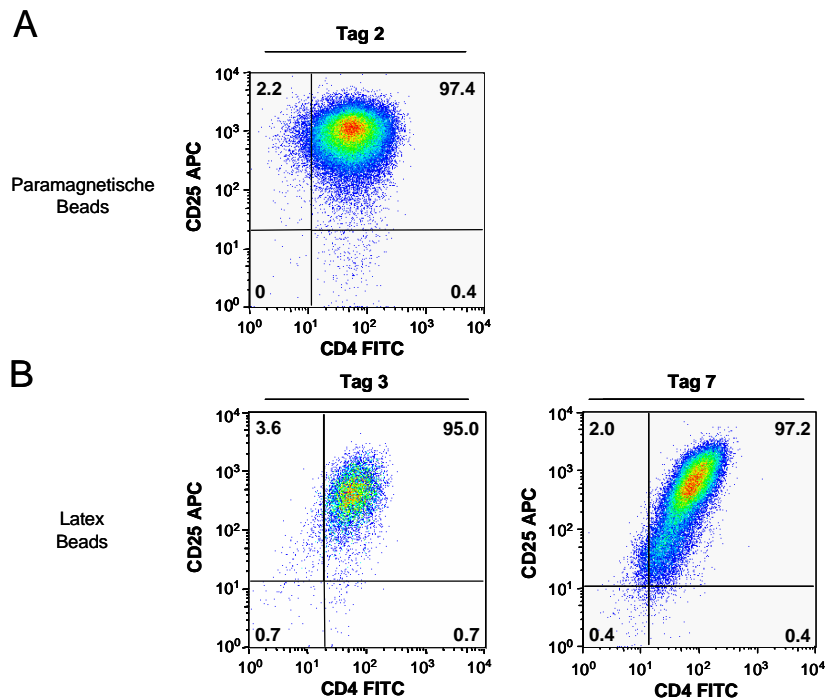 A
Tag 2
10⁴
2.2
97.4
10³
10²
10¹
10⁰
0
0.4
CD25 APC
Paramagnetische
Beads
10⁰ 10¹ 10² 10³ 10⁴
CD4 FITC
B
Tag 3
10⁴
3.6
95.0
10³
10²
10¹
10⁰
0.7
0.7
CD25 APC
Latex
Beads
10⁰ 10¹ 10² 10³ 10⁴
CD4 FITC
Tag 7
10⁴
2.0
97.2
10³
10²
10¹
10⁰
0.4
0.4
CD25 APC
10⁰ 10¹ 10² 10³ 10⁴
CD4 FITC